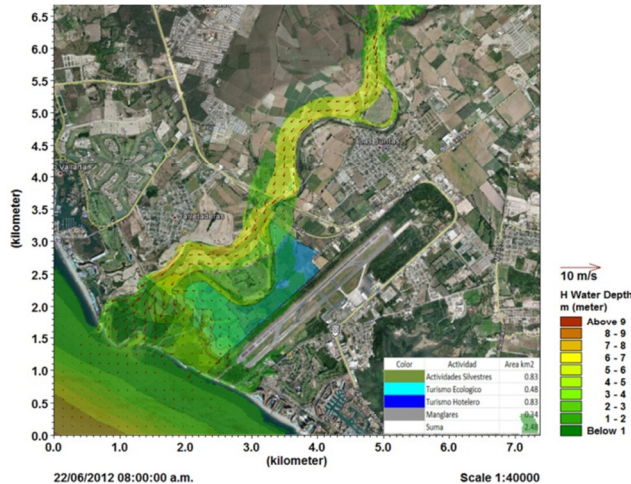 6.5
6.0
5.5
5.0
4.5
4.0
3.5
3.0
2.5
2.0
1.5
1.0
0.5
0.0
(kilometer)
0.0 1.0 2.0 3.0 4.0 5.0 6.0 7.0
(kilometer)
22/06/2012 08:00:00 a.m.
Scale 1:40000
Color Actividad Area km2
Actividades Silvestres 0.83
Turismo Ecologico 0.48
Turismo Hotelero 0.83
Manglares 0.34
Suma 2.48
10 m/s
H Water Depth
m (meter)
Above 9
8 - 9
7 - 8
6 - 7
5 - 6
4 - 5
3 - 4
2 - 3
1 - 2
Below 1